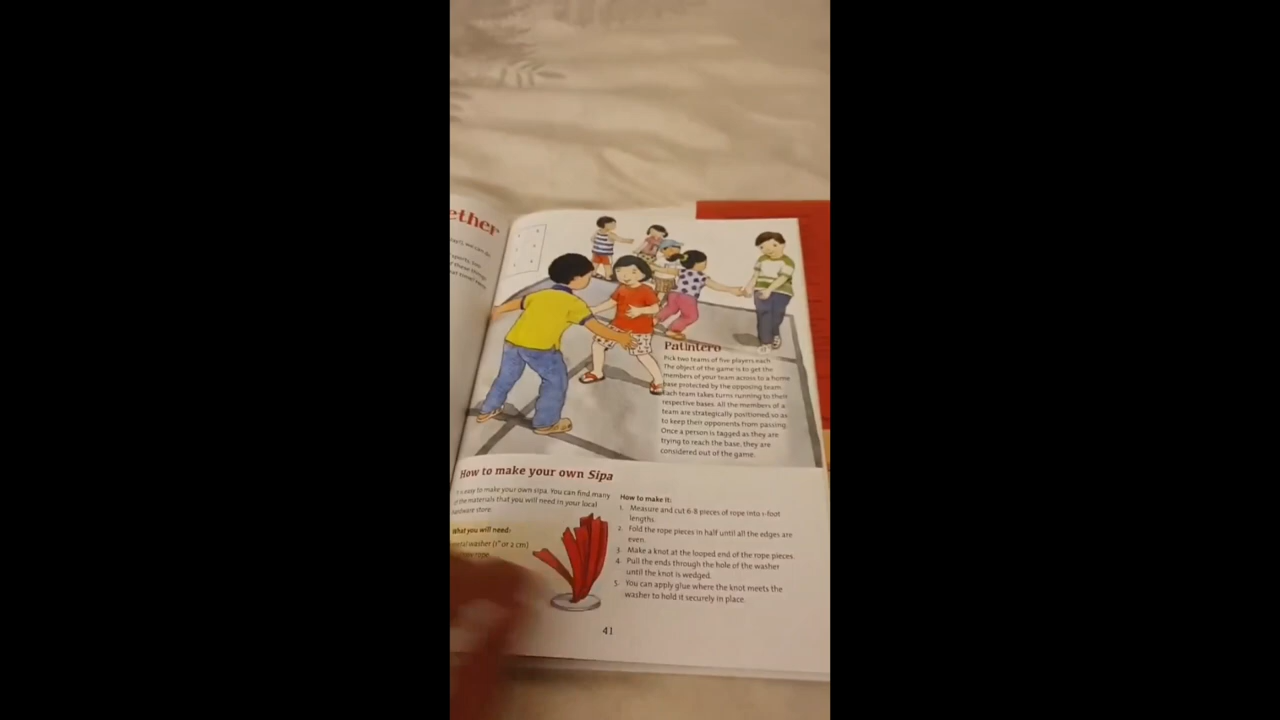 ether
Patintero
Pick two teams of five players each.
The object of the game is to get the
members of your team across to a home
base protected by the opposing team.
Each team takes turns running to their
respective bases. All the members of a
team are strategically positioned so as
to keep their opponents from passing.
Once a person is tagged as they are
trying to reach the base, they are
considered out of the game.
How to make your own Sipa
is easy to make your own sipa. You can find many
of the materials that you will need in your local
hardware store.
What you will need:
metal washer (1" or 2 cm)
rope
How to make it:
1. Measure and cut 6-8 pieces of rope into 1-foot
lengths.
2. Fold the rope pieces in half until all the edges are
even.
3. Make a knot at the looped end of the rope pieces.
4. Pull the ends through the hole of the washer
until the knot is wedged.
5. You can apply glue where the knot meets the
washer to hold it securely in place.
41